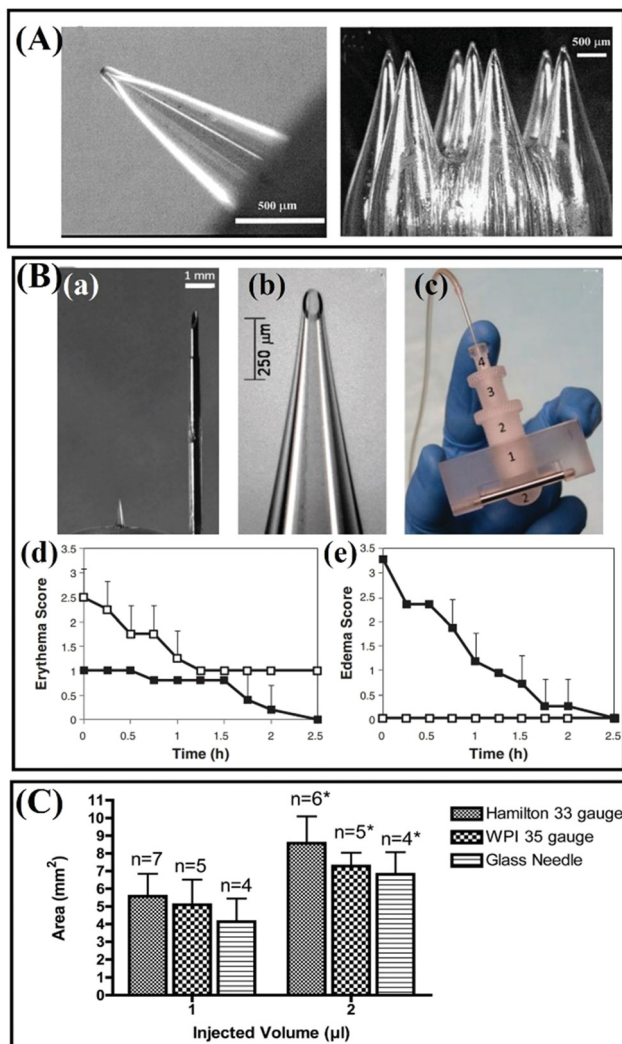 (A)
500 μm
500 μm
(B)
(a)
1 mm
(b)
250 μm
(c)
4
3
2
1
2
(d)
Erythema Score
3.5
3
2.5
2
1.5
1
0.5
0
0 0.5 1 1.5 2 2.5
Time (h)
(e)
Edema Score
3.5
3
2.5
2
1.5
1
0.5
0
0 0.5 1 1.5 2 2.5
Time (h)
(C)
Area (mm²)
11
10
9
8
7
6
5
4
3
2
1
0
n=7
n=5
n=4
n=6*
n=5*
n=4*
1 2
Injected Volume (μl)
Hamilton 33 gauge
WPI 35 gauge
Glass Needle